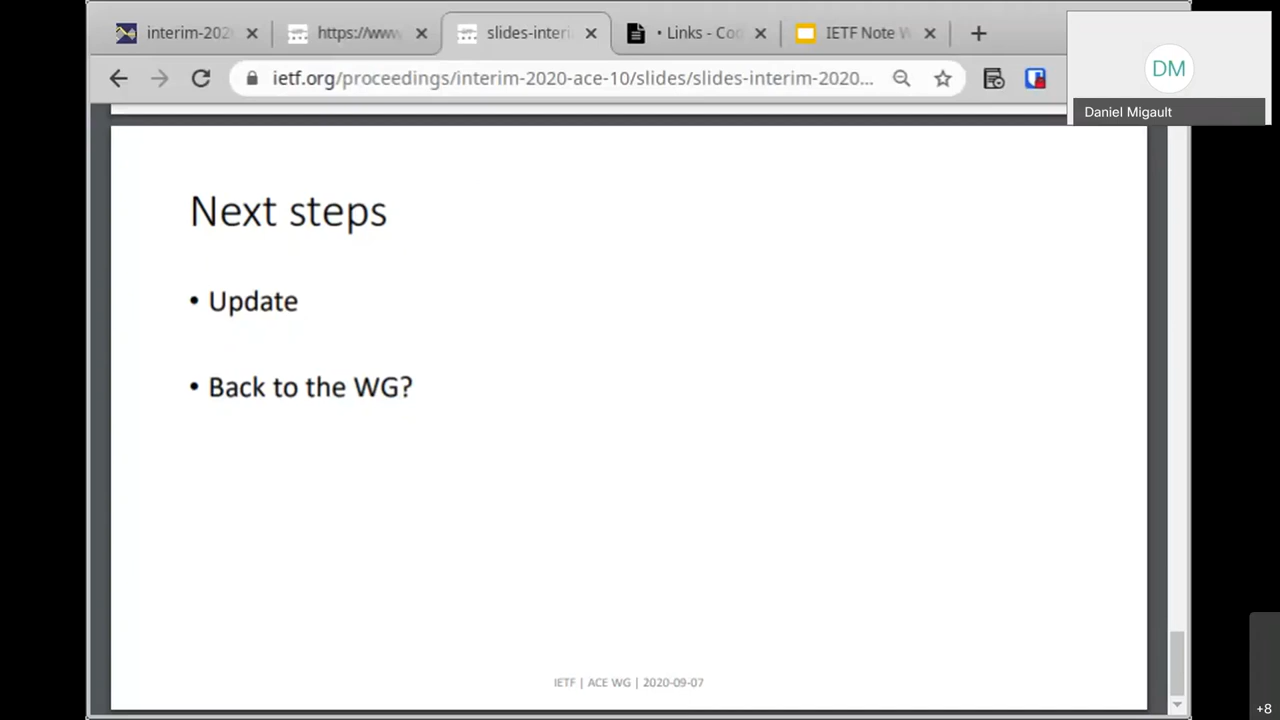 interim-202
https://www
slides-interi
• Links - Co
IETF Note W
ietf.org/proceedings/interim-2020-ace-10/slides/slides-interim-2020...
DM
Daniel Migault
Next steps
• Update
• Back to the WG?
IETF | ACE WG | 2020-09-07
+8